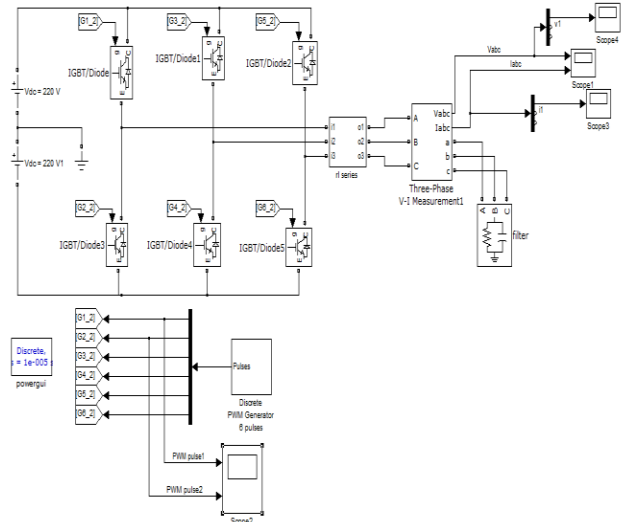 [G1_2]
[G3_2]
[G5_2]
g C E
g C E
g C E
IGBT/Diode
IGBT/Diode1
IGBT/Diode2
Vdc = 220 V
Vdc = 220 V1
i1 o1
i2 o2
i3 o3
rl series
A
B
C
Vabc
Iabc
a
b
c
Three-Phase
V-I Measurement1
Vabc
Iabc
v1
i1
Scope4
Scope1
Scope3
A B C
filter
[G2_2]
[G4_2]
[G6_2]
g C E
g C E
g C E
IGBT/Diode3
IGBT/Diode4
IGBT/Diode5
[G1_2]
[G2_2]
[G3_2]
[G4_2]
[G5_2]
[G6_2]
Discrete,
s = 1e-005 s
powergui
Pulses
Discrete
PWM Generator
6 pulses
PWM pulse1
PWM pulse2
Scope2